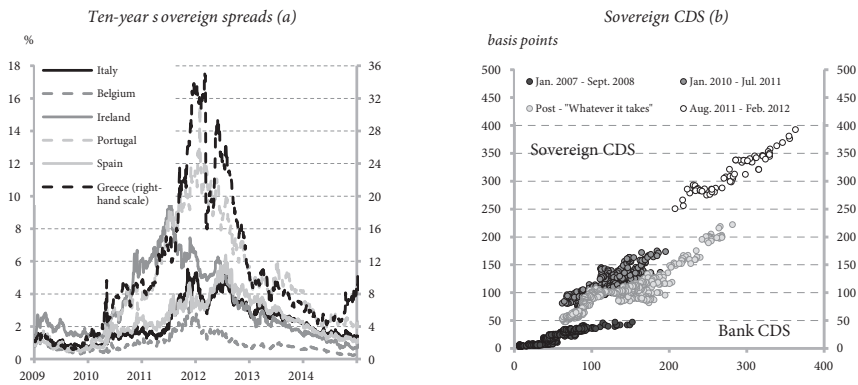 Ten-year s overeign spreads (a)
%
18
16
14
12
10
8
6
4
2
0
36
32
28
24
20
16
12
8
4
0
Italy
Belgium
Ireland
Portugal
Spain
Greece (right-
hand scale)
2009 2010 2011 2012 2013 2014
Sovereign CDS (b)
basis points
500
450
400
350
300
250
200
150
100
50
0
500
450
400
350
300
250
200
150
100
50
0
Jan. 2007 - Sept. 2008 Jan. 2010 - Jul. 2011
Post - "Whatever it takes" Aug. 2011 - Feb. 2012
Sovereign CDS
Bank CDS
0 100 200 300 400